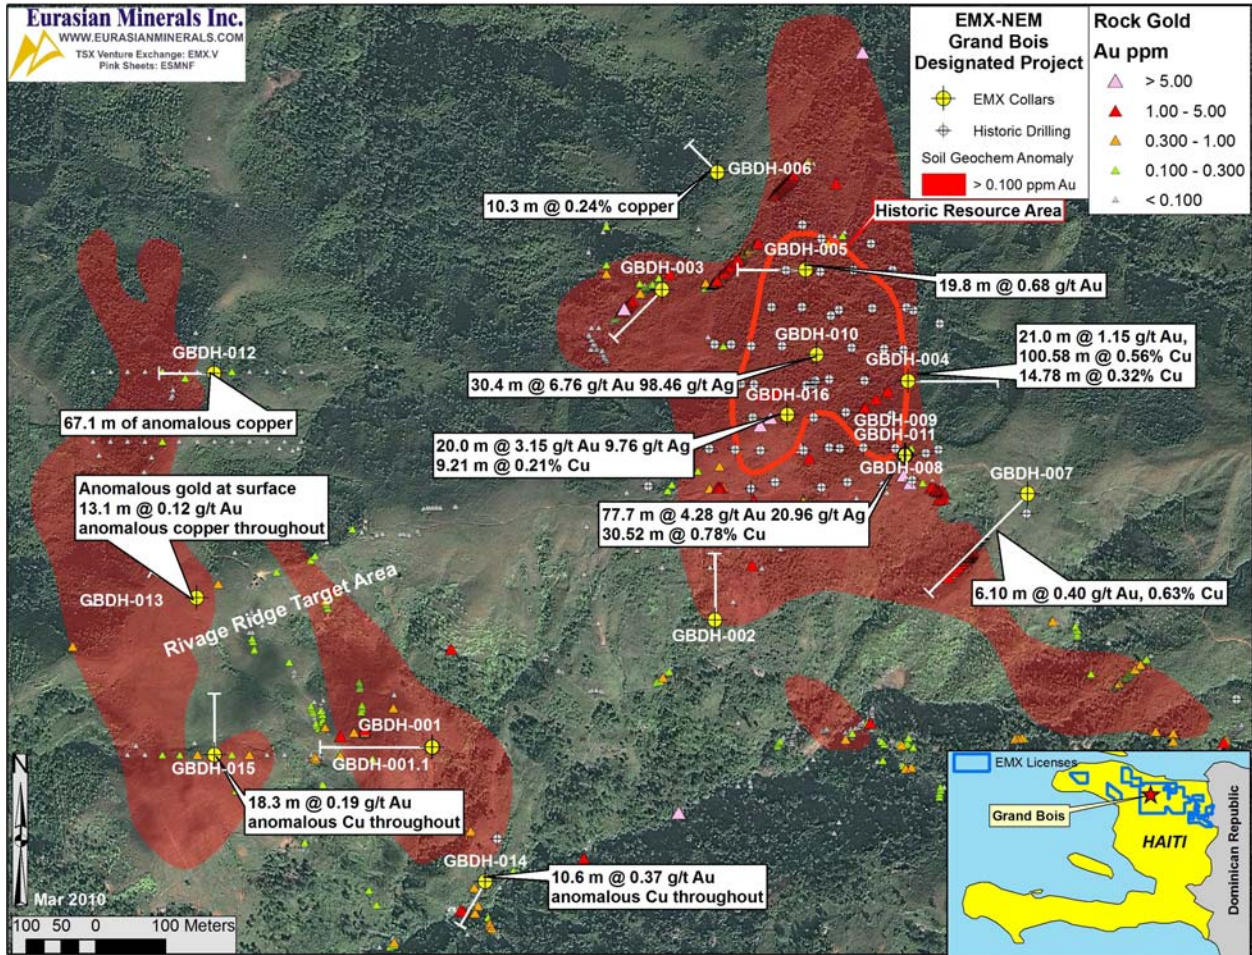 Eurasian Minerals Inc.
WWW.EURASIANMINERALS.COM
TSX Venture Exchange: EMX.V
Pink Sheets: ESMNF
EMX-NEM
Grand Bois
Designated Project
EMX Collars
Historic Drilling
Soil Geochem Anomaly
> 0.100 ppm Au
Rock Gold
Au ppm
> 5.00
1.00 - 5.00
0.300 - 1.00
0.100 - 0.300
< 0.100
GBDH-006
10.3 m @ 0.24% copper
Historic Resource Area
GBDH-005
GBDH-003
19.8 m @ 0.68 g/t Au
GBDH-010
GBDH-004
21.0 m @ 1.15 g/t Au,
100.58 m @ 0.56% Cu
14.78 m @ 0.32% Cu
GBDH-012
30.4 m @ 6.76 g/t Au 98.46 g/t Ag
GBDH-016
67.1 m of anomalous copper
GBDH-009
GBDH-011
20.0 m @ 3.15 g/t Au 9.76 g/t Ag
9.21 m @ 0.21% Cu
GBDH-008
GBDH-007
Anomalous gold at surface
13.1 m @ 0.12 g/t Au
anomalous copper throughout
77.7 m @ 4.28 g/t Au 20.96 g/t Ag
30.52 m @ 0.78% Cu
GBDH-013
Rivage Ridge Target Area
6.10 m @ 0.40 g/t Au, 0.63% Cu
GBDH-002
GBDH-001
GBDH-001.1
GBDH-015
18.3 m @ 0.19 g/t Au
anomalous Cu throughout
GBDH-014
10.6 m @ 0.37 g/t Au
anomalous Cu throughout
EMX Licenses
Grand Bois
HAITI
Dominican Republic
N
Mar 2010
100 50 0 100 Meters